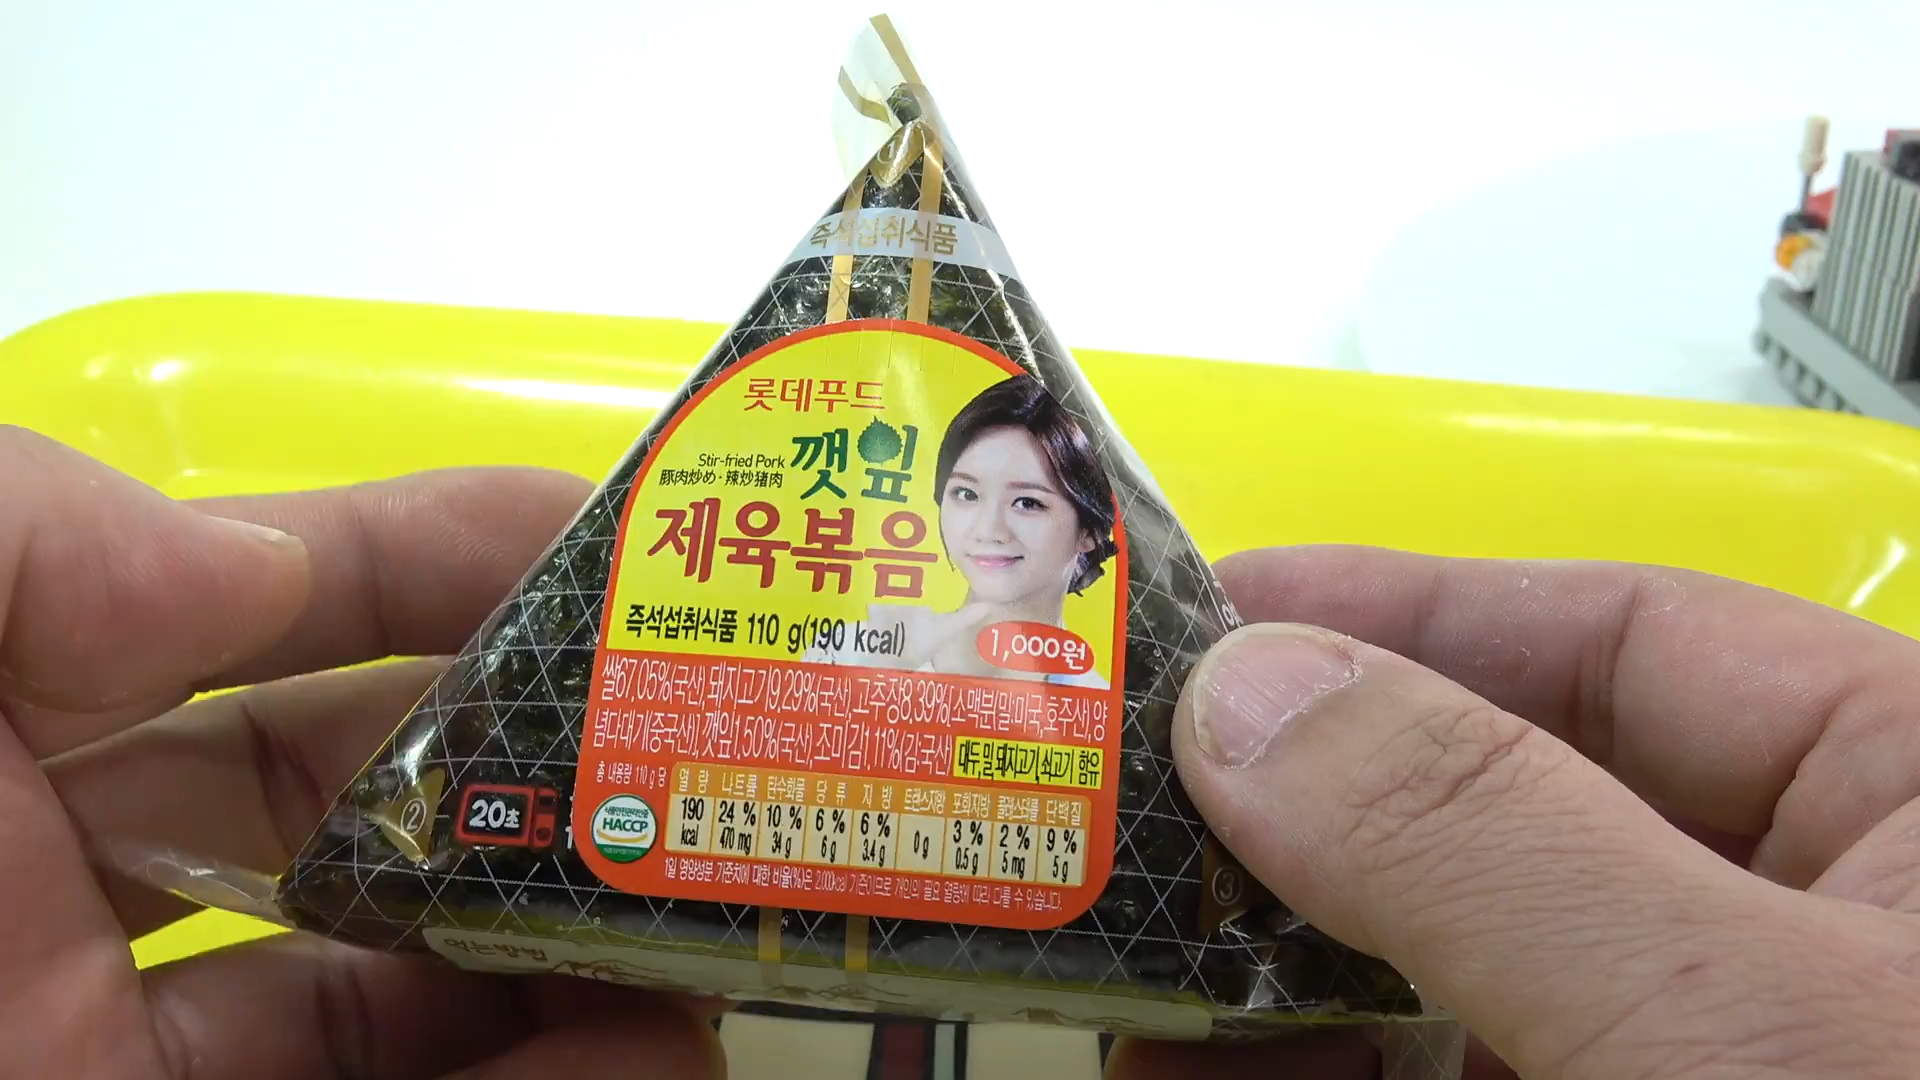 ①
즉석섭취식품
롯데푸드
Stir-fried Pork
豚肉炒め·辣炒猪肉
깻잎
제육볶음
즉석섭취식품 110 g(190 kcal)
1,000원
쌀67.05%(국산),돼지고기9.29%(국산),고추장8.39%[소맥분(밀:미국,호주산),양
념다대기(중국산)],깻잎1.50%(국산),조미김1.11%(김:국산)
대두,밀,돼지고기,쇠고기 함유
총 내용량 110 g 당
열 량 나트륨 탄수화물 당 류 지 방 트랜스지방 포화지방 콜레스테롤 단백질
190 24 % 10 % 6 % 6 % 0 g 3 % 2 % 9 %
kcal 470 mg 34 g 6 g 3.4 g 0.5 g 5 mg 5 g
1일 영양성분 기준치에 대한 비율(%)은 2,000kcal 기준이므로 개인의 필요 열량에 따라 다를 수 있습니다.
HACCP
②
20초
③
먹는방법